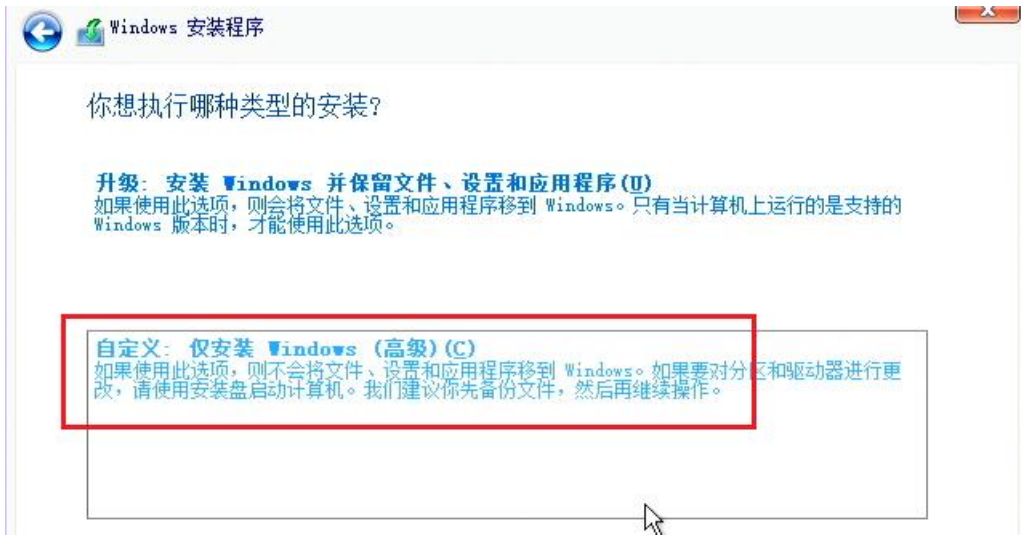 Windows 安装程序
你想执行哪种类型的安装?
升级: 安装 Windows 并保留文件、设置和应用程序(U)
如果使用此选项，则会将文件、设置和应用程序移到 Windows。只有当计算机上运行的是支持的
Windows 版本时，才能使用此选项。
自定义: 仅安装 Windows (高级)(C)
如果使用此选项，则不会将文件、设置和应用程序移到 Windows。如果要对分区和驱动器进行更
改，请使用安装盘启动计算机。我们建议你先备份文件，然后再继续操作。